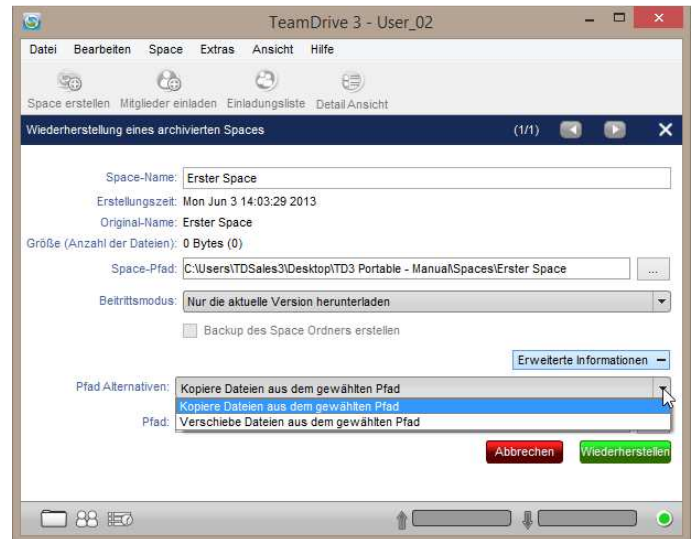 TeamDrive 3 - User_02
Datei Bearbeiten Space Extras Ansicht Hilfe
Space erstellen Mitglieder einladen Einladungsliste Detail Ansicht
Wiederherstellung eines archivierten Spaces (1/1)
Space-Name: Erster Space
Erstellungszeit: Mon Jun 3 14:03:29 2013
Original-Name: Erster Space
Größe (Anzahl der Dateien): 0 Bytes (0)
Space-Pfad: C:\Users\TDSales3\Desktop\TD3 Portable - Manual\Spaces\Erster Space ...
Beitrittsmodus: Nur die aktuelle Version herunterladen
Backup des Space Ordners erstellen
Erweiterte Informationen −
Pfad Alternativen: Kopiere Dateien aus dem gewählten Pfad
Kopiere Dateien aus dem gewählten Pfad
Pfad: Verschiebe Dateien aus dem gewählten Pfad
Abbrechen Wiederherstellen